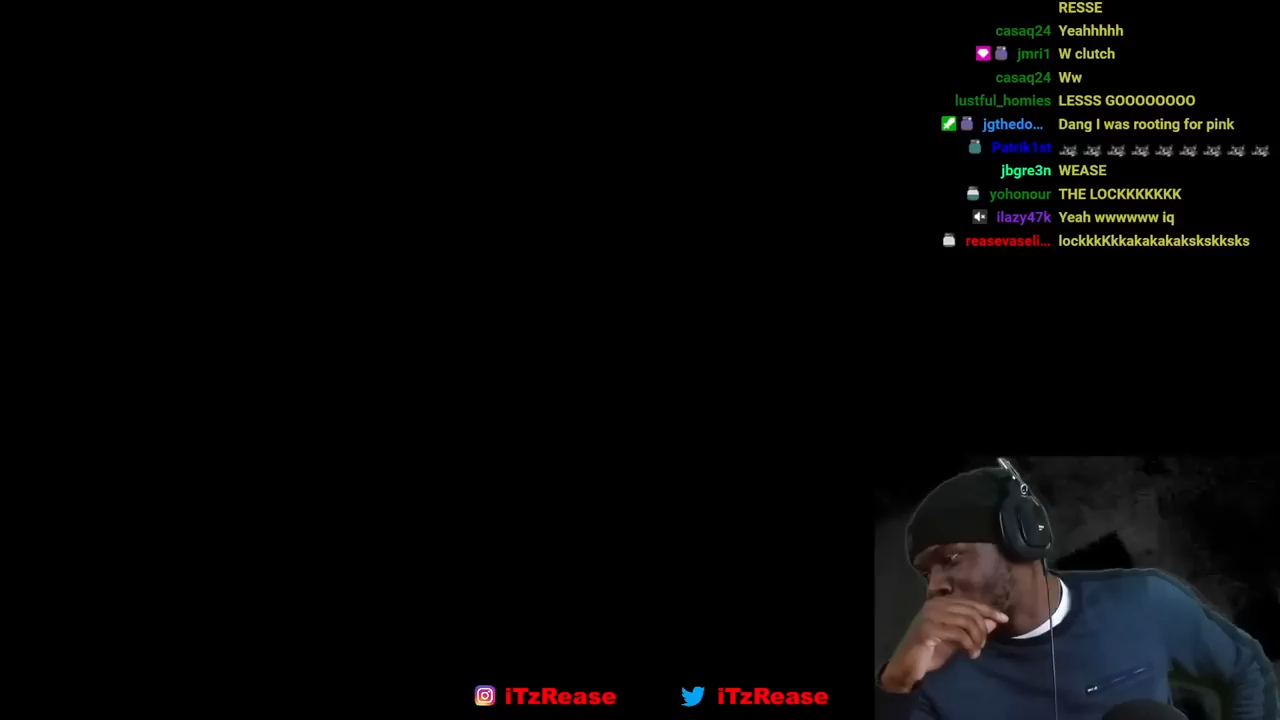 RESSE
casaq24 Yeahhhhh
jmri1 W clutch
casaq24 Ww
lustful_homies LESSS GOOOOOOOO
jgthedo... Dang I was rooting for pink
Patrik1st
jbgre3n WEASE
yohonour THE LOCKKKKKKK
ilazy47k Yeah wwwwww iq
reasevaseli... lockkkKkkakakakakskskksks
iTzRease iTzRease